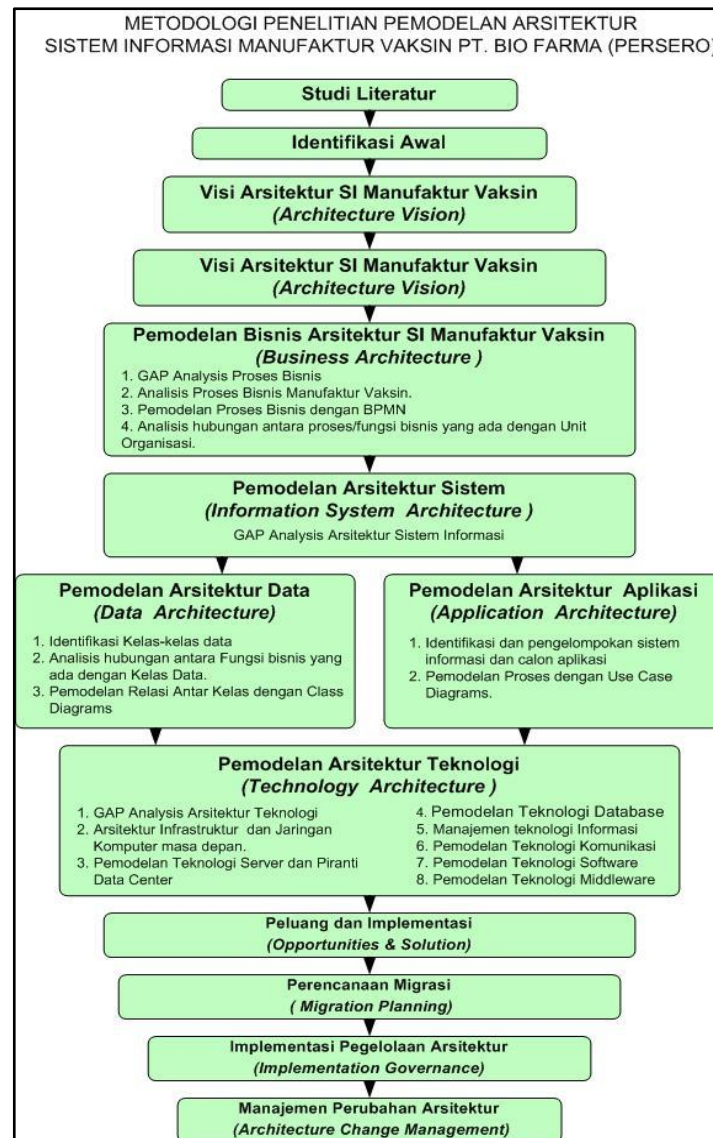 METODOLOGI PENELITIAN PEMODELAN ARSITEKTUR
SISTEM INFORMASI MANUFAKTUR VAKSIN PT. BIO FARMA (PERSERO)
Studi Literatur
Identifikasi Awal
Visi Arsitektur SI Manufaktur Vaksin
(Architecture Vision)
Visi Arsitektur SI Manufaktur Vaksin
(Architecture Vision)
Pemodelan Bisnis Arsitektur SI Manufaktur Vaksin
(Business Architecture )
1. GAP Analysis Proses Bisnis
2. Analisis Proses Bisnis Manufaktur Vaksin.
3. Pemodelan Proses Bisnis dengan BPMN
4. Analisis hubungan antara proses/fungsi bisnis yang ada dengan Unit
Organisasi.
Pemodelan Arsitektur Sistem
(Information System Architecture )
GAP Analysis Arsitektur Sistem Informasi
Pemodelan Arsitektur Data
(Data Architecture)
1. Identifikasi Kelas-kelas data
2. Analisis hubungan antara Fungsi bisnis yang
ada dengan Kelas Data.
3. Pemodelan Relasi Antar Kelas dengan Class
Diagrams
Pemodelan Arsitektur Aplikasi
(Application Architecture)
1. Identifikasi dan pengelompokan sistem
informasi dan calon aplikasi
2. Pemodelan Proses dengan Use Case
Diagrams.
Pemodelan Arsitektur Teknologi
(Technology Architecture )
1. GAP Analysis Arsitektur Teknologi
2. Arsitektur Infrastruktur dan Jaringan
Komputer masa depan.
3. Pemodelan Teknologi Server dan Piranti
Data Center
4. Pemodelan Teknologi Database
5. Manajemen teknologi Informasi
6. Pemodelan Teknologi Komunikasi
7. Pemodelan Teknologi Software
8. Pemodelan Teknologi Middleware
Peluang dan Implementasi
(Opportunities & Solution)
Perencanaan Migrasi
( Migration Planning)
Implementasi Pegelolaan Arsitektur
(Implementation Governance)
Manajemen Perubahan Arsitektur
(Architecture Change Management)